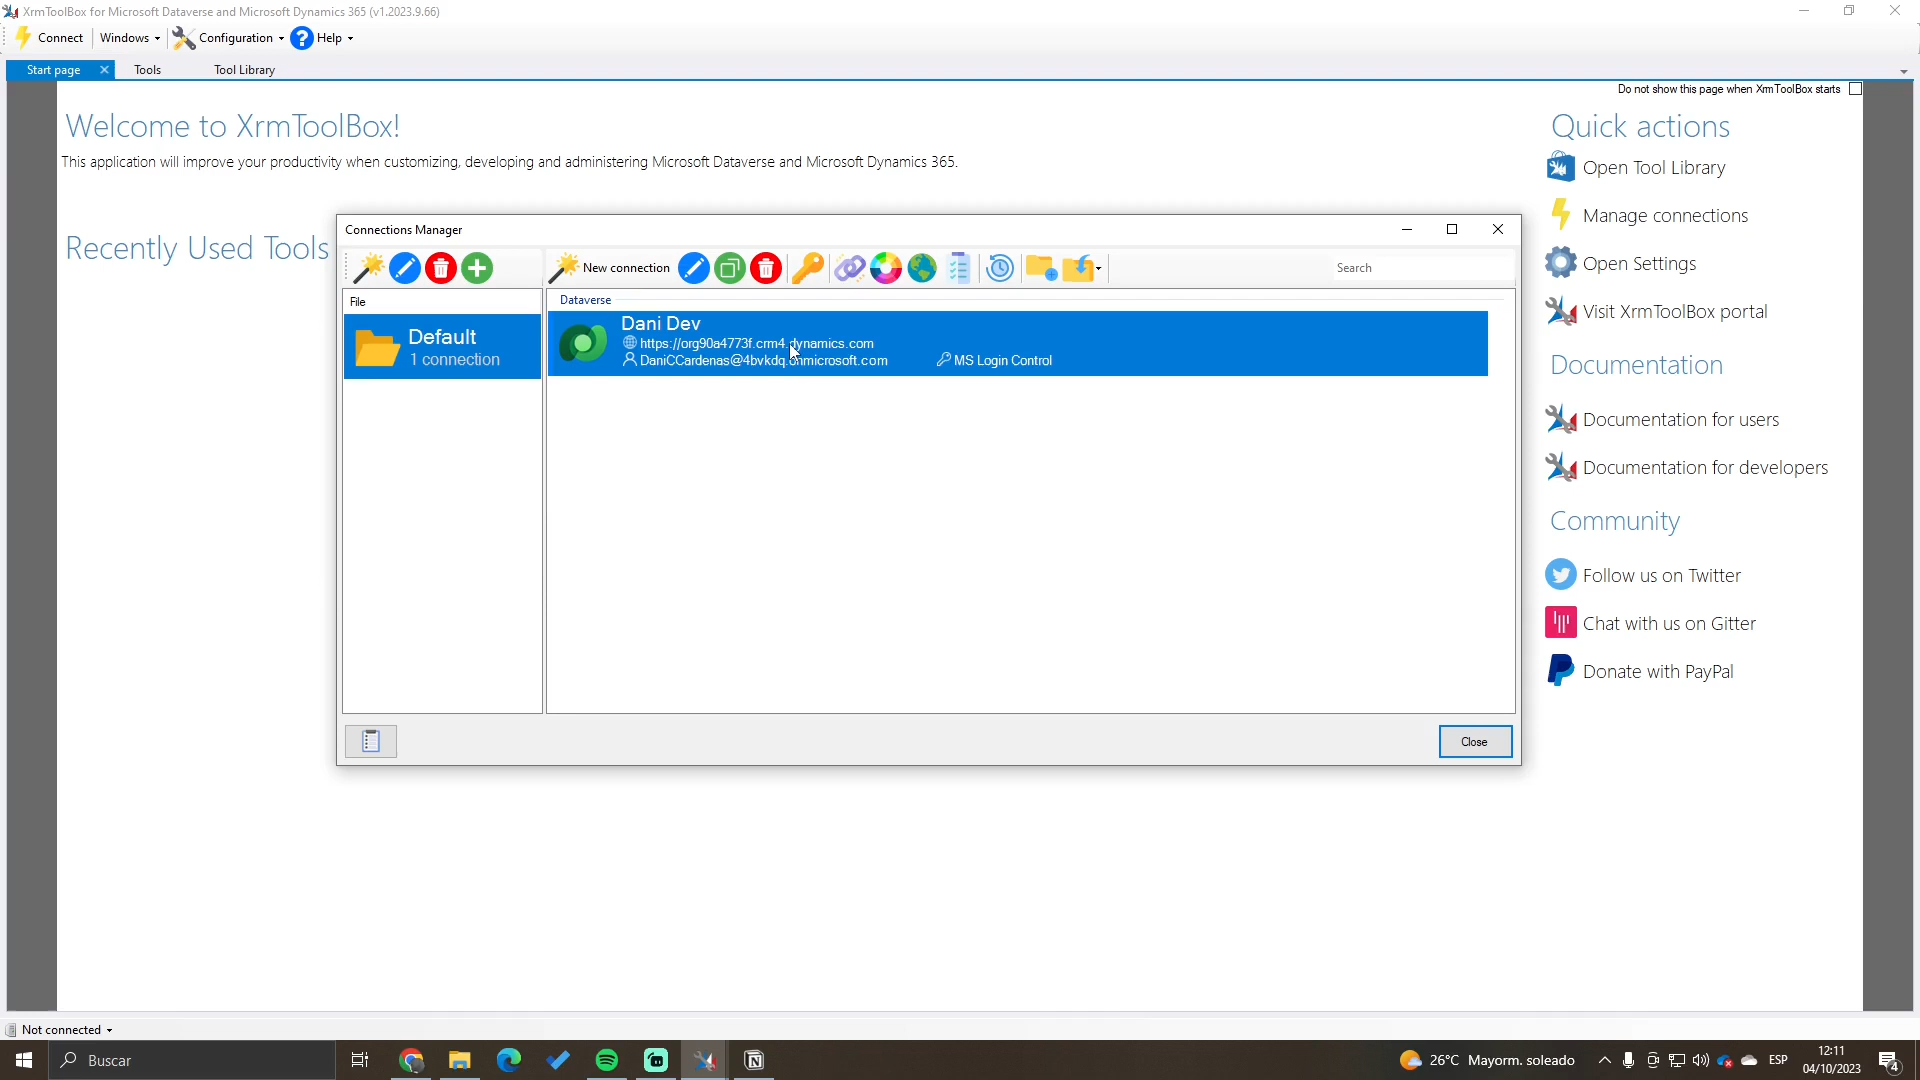 XrmToolBox for Microsoft Dataverse and Microsoft Dynamics 365 (v1.2023.9.66)
Connect Windows Configuration Help
Start page Tools Tool Library
Do not show this page when XrmToolBox starts
Welcome to XrmToolBox!
This application will improve your productivity when customizing, developing and administering Microsoft Dataverse and Microsoft Dynamics 365.
Recently Used Tools
Connections Manager
New connection
Search
File
Default
1 connection
Dataverse
Dani Dev
https://org90a4773f.crm4.dynamics.com
DaniCCardenas@4bvkdq.onmicrosoft.com MS Login Control
Close
Quick actions
Open Tool Library
Manage connections
Open Settings
Visit XrmToolBox portal
Documentation
Documentation for users
Documentation for developers
Community
Follow us on Twitter
Chat with us on Gitter
Donate with PayPal
Not connected
Buscar
26°C Mayorm. soleado
ESP
12:11
04/10/2023
4